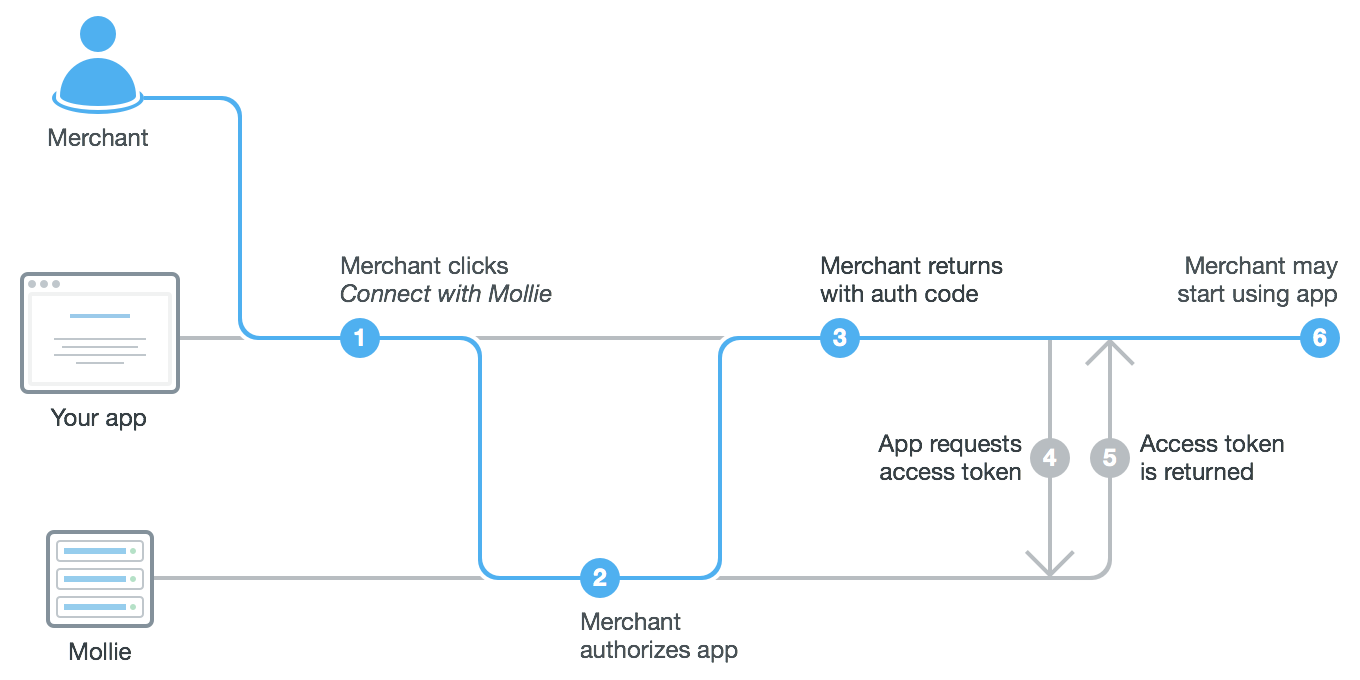 Merchant
Merchant clicks
Connect with Mollie
1
Merchant returns
with auth code
3
Merchant may
start using app
6
Your app
App requests
access token
4
5
Access token
is returned
2
Merchant
authorizes app
Mollie